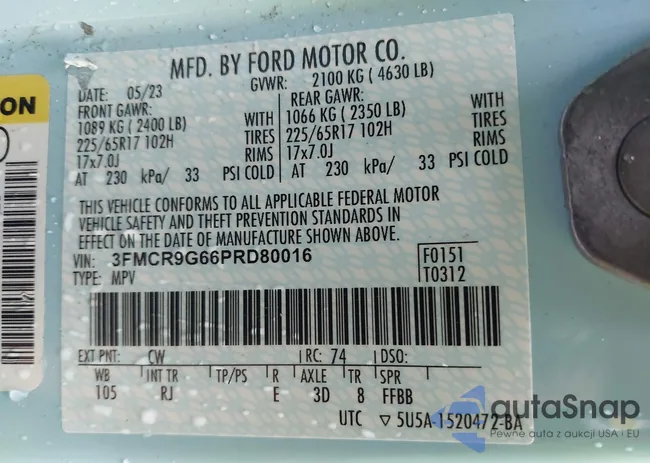 ON
MFD. BY FORD MOTOR CO.
DATE: 05/23 GVWR: 2100 KG ( 4630 LB)
FRONT GAWR: REAR GAWR:
1089 KG ( 2400 LB) WITH 1066 KG ( 2350 LB) WITH
225/65R17 102H TIRES 225/65R17 102H TIRES
17x7.0J RIMS 17x7.0J RIMS
AT 230 kPa/ 33 PSI COLD AT 230 kPa/ 33 PSI COLD
THIS VEHICLE CONFORMS TO ALL APPLICABLE FEDERAL MOTOR
VEHICLE SAFETY AND THEFT PREVENTION STANDARDS IN
EFFECT ON THE DATE OF MANUFACTURE SHOWN ABOVE.
VIN: 3FMCR9G66PRD80016 F0151
TYPE: MPV T0312
EXT PNT: CW RC: 74 DSO:
WB INT TR TP/PS R AXLE TR SPR
105 RJ E 3D 8 FFBB
UTC ▽ 5U5A-1520472-BA
autaSnap
Pewne auta z aukcji USA i EU